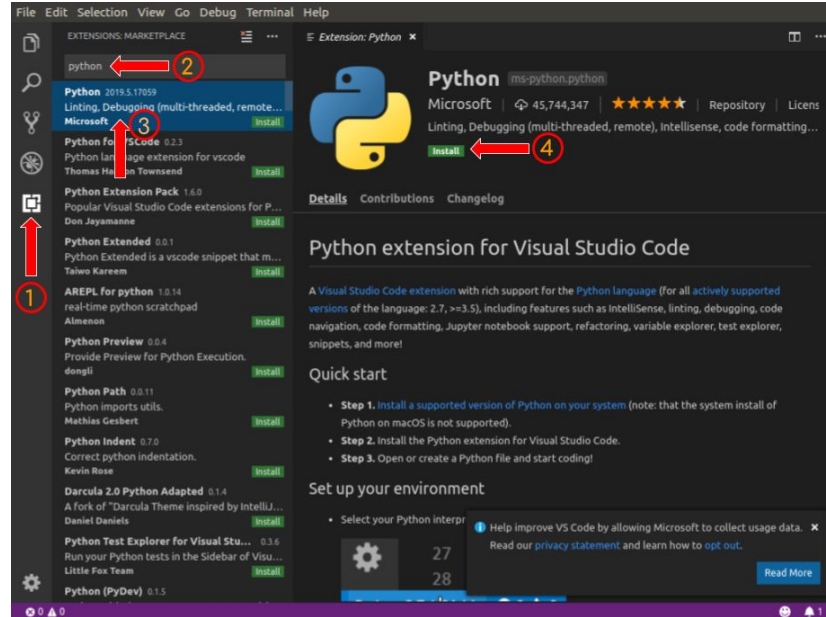 File Edit Selection View Go Debug Terminal Help
EXTENSIONS: MARKETPLACE
python
2
Python 2019.5.17059
Linting, Debugging (multi-threaded, remote...
Microsoft Install
3
Python for VSCode 0.2.3
Python language extension for vscode
Thomas Townsend Install
Python Extension Pack 1.6.0
Popular Visual Studio Code extensions for P...
Don Jayamanne Install
Python Extended 0.0.1
Python Extended is a vscode snippet that m...
Taiwo Kareem Install
1
AREPL for python 1.0.14
real-time python scratchpad
Almenon Install
Python Preview 0.0.4
Provide Preview for Python Execution.
dongli Install
Python Path 0.0.11
Python imports utils.
Mathias Gesbert Install
Python Indent 0.7.0
Correct python indentation.
Kevin Rose Install
Darcula 2.0 Python Adapted 0.1.4
A fork of "Darcula Theme inspired by IntelliJ...
Daniel Daniels Install
Python Test Explorer for Visual Stu... 0.3.6
Run your Python tests in the Sidebar of Visu...
Little Fox Team Install
Python (PyDev) 0.1.5
Extension: Python ×
Python ms-python.python
Microsoft 45,744,347 Repository Licens
Linting, Debugging (multi-threaded, remote), Intellisense, code formatting...
Install
4
Details Contributions Changelog
Python extension for Visual Studio Code
A Visual Studio Code extension with rich support for the Python language (for all actively supported
versions of the language: 2.7, >=3.5), including features such as IntelliSense, linting, debugging, code
navigation, code formatting, Jupyter notebook support, refactoring, variable explorer, test explorer,
snippets, and more!
Quick start
• Step 1. Install a supported version of Python on your system (note: that the system install of
Python on macOS is not supported).
• Step 2. Install the Python extension for Visual Studio Code.
• Step 3. Open or create a Python file and start coding!
Set up your environment
• Select your Python interpr
27
28
Help improve VS Code by allowing Microsoft to collect usage data. ×
Read our privacy statement and learn how to opt out.
Read More
0 0
1